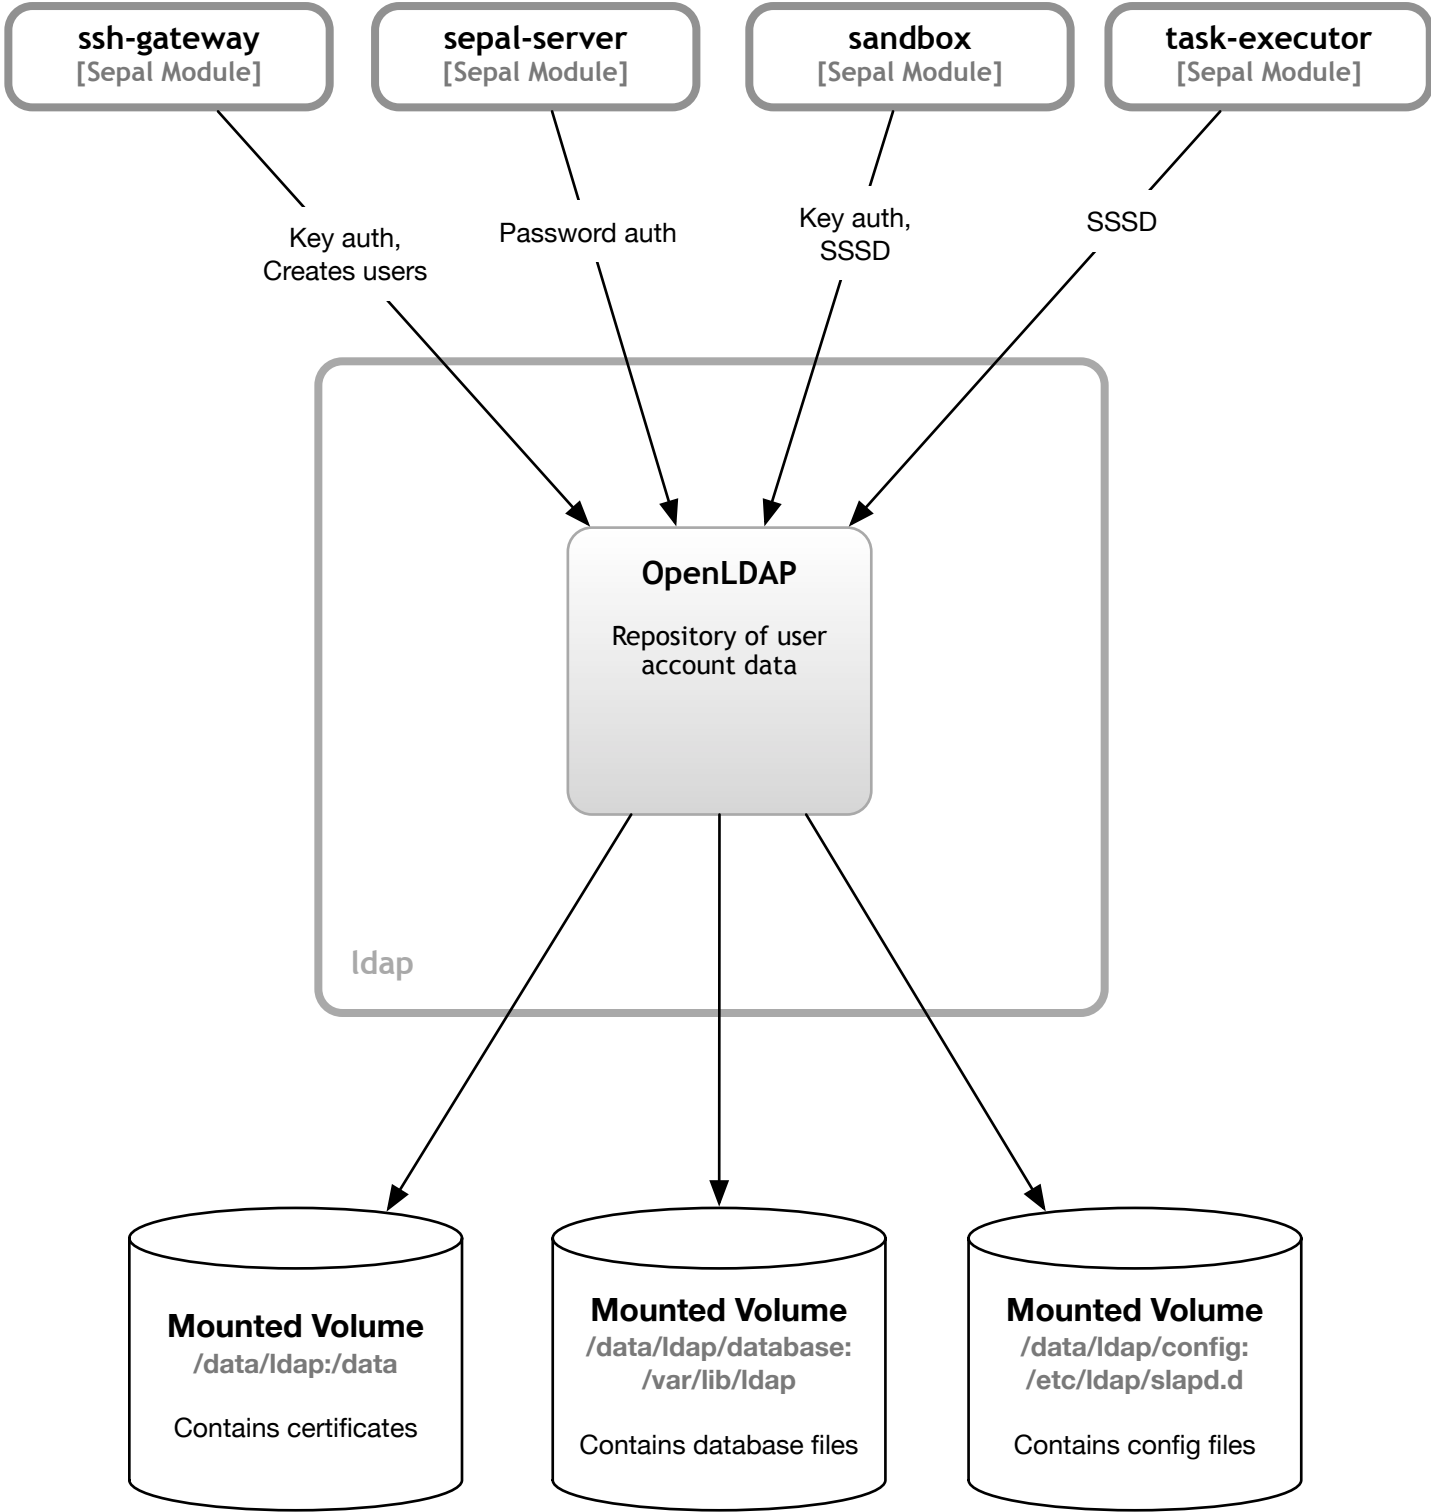 ssh-gateway
[Sepal Module]
sepal-server
[Sepal Module]
sandbox
[Sepal Module]
task-executor
[Sepal Module]
Key auth,
Creates users
Password auth
Key auth,
SSSD
SSSD
OpenLDAP
Repository of user
account data
ldap
Mounted Volume
/data/ldap:/data
Contains certificates
Mounted Volume
/data/ldap/database:
/var/lib/ldap
Contains database files
Mounted Volume
/data/ldap/config:
/etc/ldap/slapd.d
Contains config files